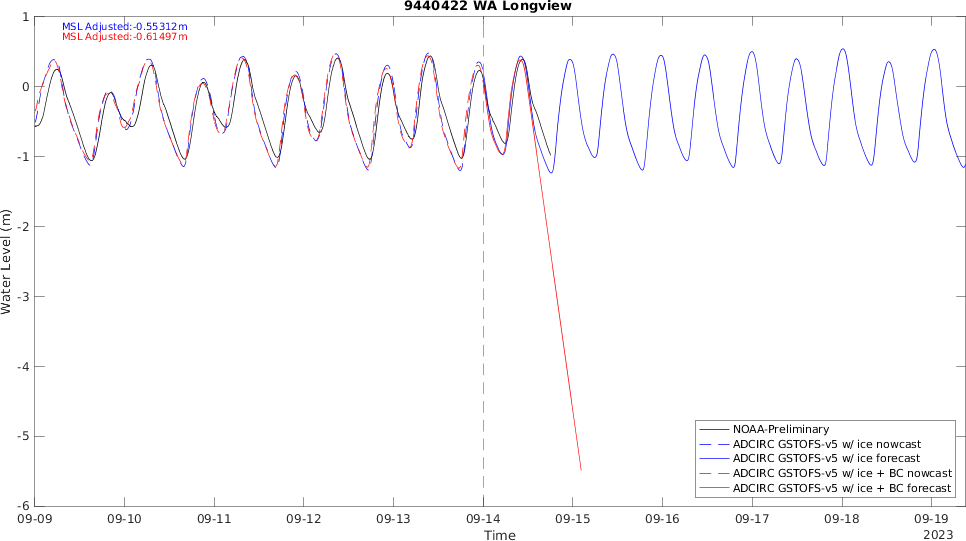 9440422 WA Longview
MSL Adjusted:-0.55312m
MSL Adjusted:-0.61497m
1
0
-1
-2
-3
-4
-5
-6
Water Level (m)
NOAA-Preliminary
ADCIRC GSTOFS-v5 w/ ice nowcast
ADCIRC GSTOFS-v5 w/ ice forecast
ADCIRC GSTOFS-v5 w/ ice + BC nowcast
ADCIRC GSTOFS-v5 w/ ice + BC forecast
09-09 09-10 09-11 09-12 09-13 09-14 09-15 09-16 09-17 09-18 09-19
Time
2023